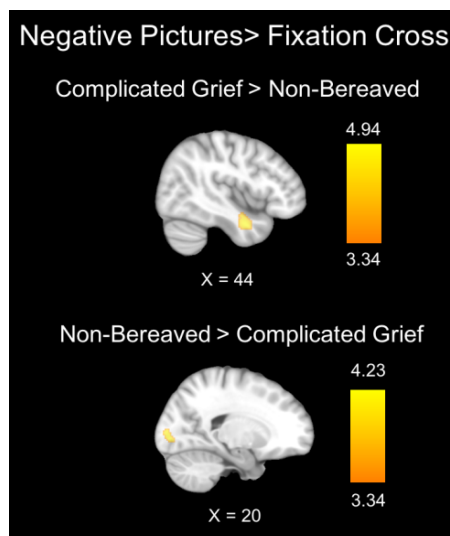 Negative Pictures> Fixation Cross
Complicated Grief > Non-Bereaved
4.94
3.34
X = 44
Non-Bereaved > Complicated Grief
4.23
3.34
X = 20